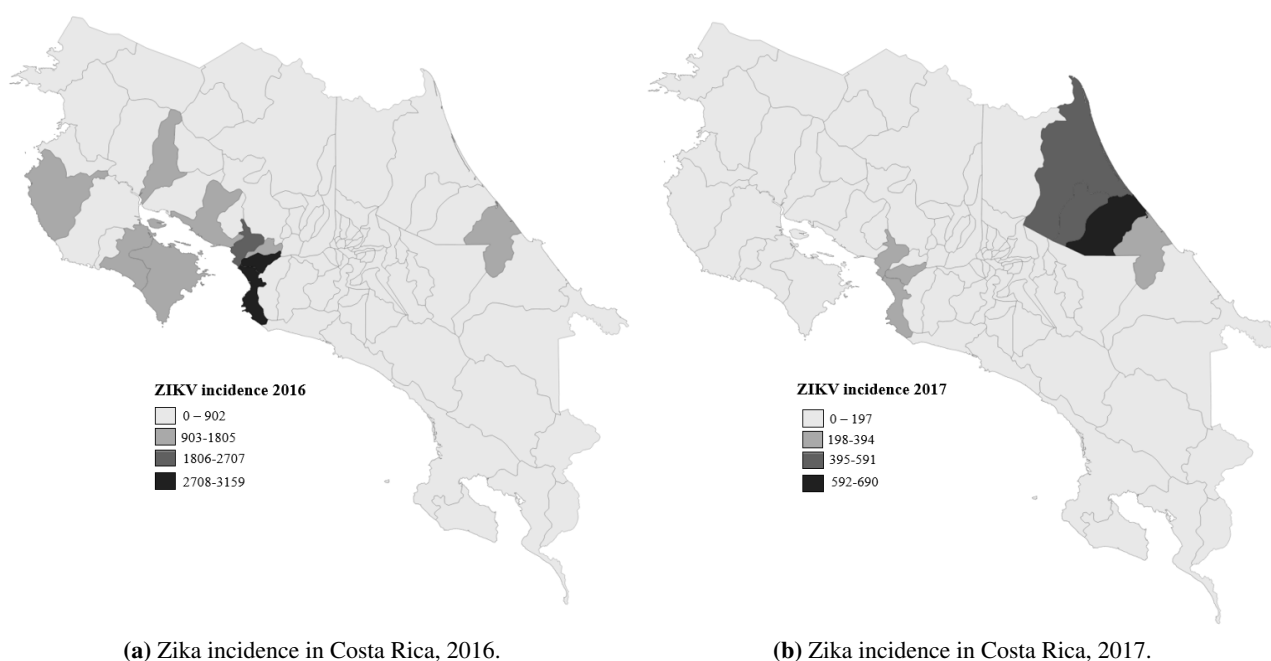 ZIKV incidence 2016
0 – 902
903-1805
1806-2707
2708-3159
(a) Zika incidence in Costa Rica, 2016.
ZIKV incidence 2017
0 – 197
198-394
395-591
592-690
(b) Zika incidence in Costa Rica, 2017.